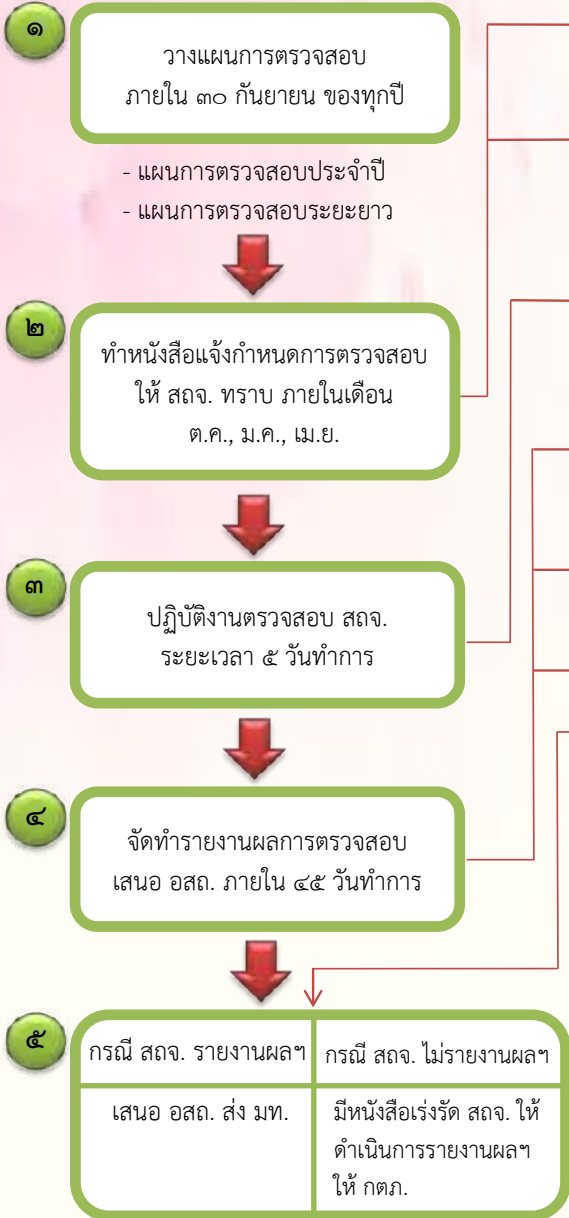 ๑
วางแผนการตรวจสอบ
ภายใน ๓๐ กันยายน ของทุกปี
- แผนการตรวจสอบประจำปี
- แผนการตรวจสอบระยะยาว
๒
ทำหนังสือแจ้งกำหนดการตรวจสอบ
ให้ สถจ. ทราบ ภายในเดือน
ต.ค., ม.ค., เม.ย.
๓
ปฏิบัติงานตรวจสอบ สถจ.
ระยะเวลา ๕ วันทำการ
๔
จัดทำรายงานผลการตรวจสอบ
เสนอ อสถ. ภายใน ๔๕ วันทำการ
๕
กรณี สถจ. รายงานผลฯ
กรณี สถจ. ไม่รายงานผลฯ
เสนอ อสถ. ส่ง มท.
มีหนังสือเร่งรัด สถจ. ให้
ดำเนินการรายงานผลฯ
ให้ กตภ.